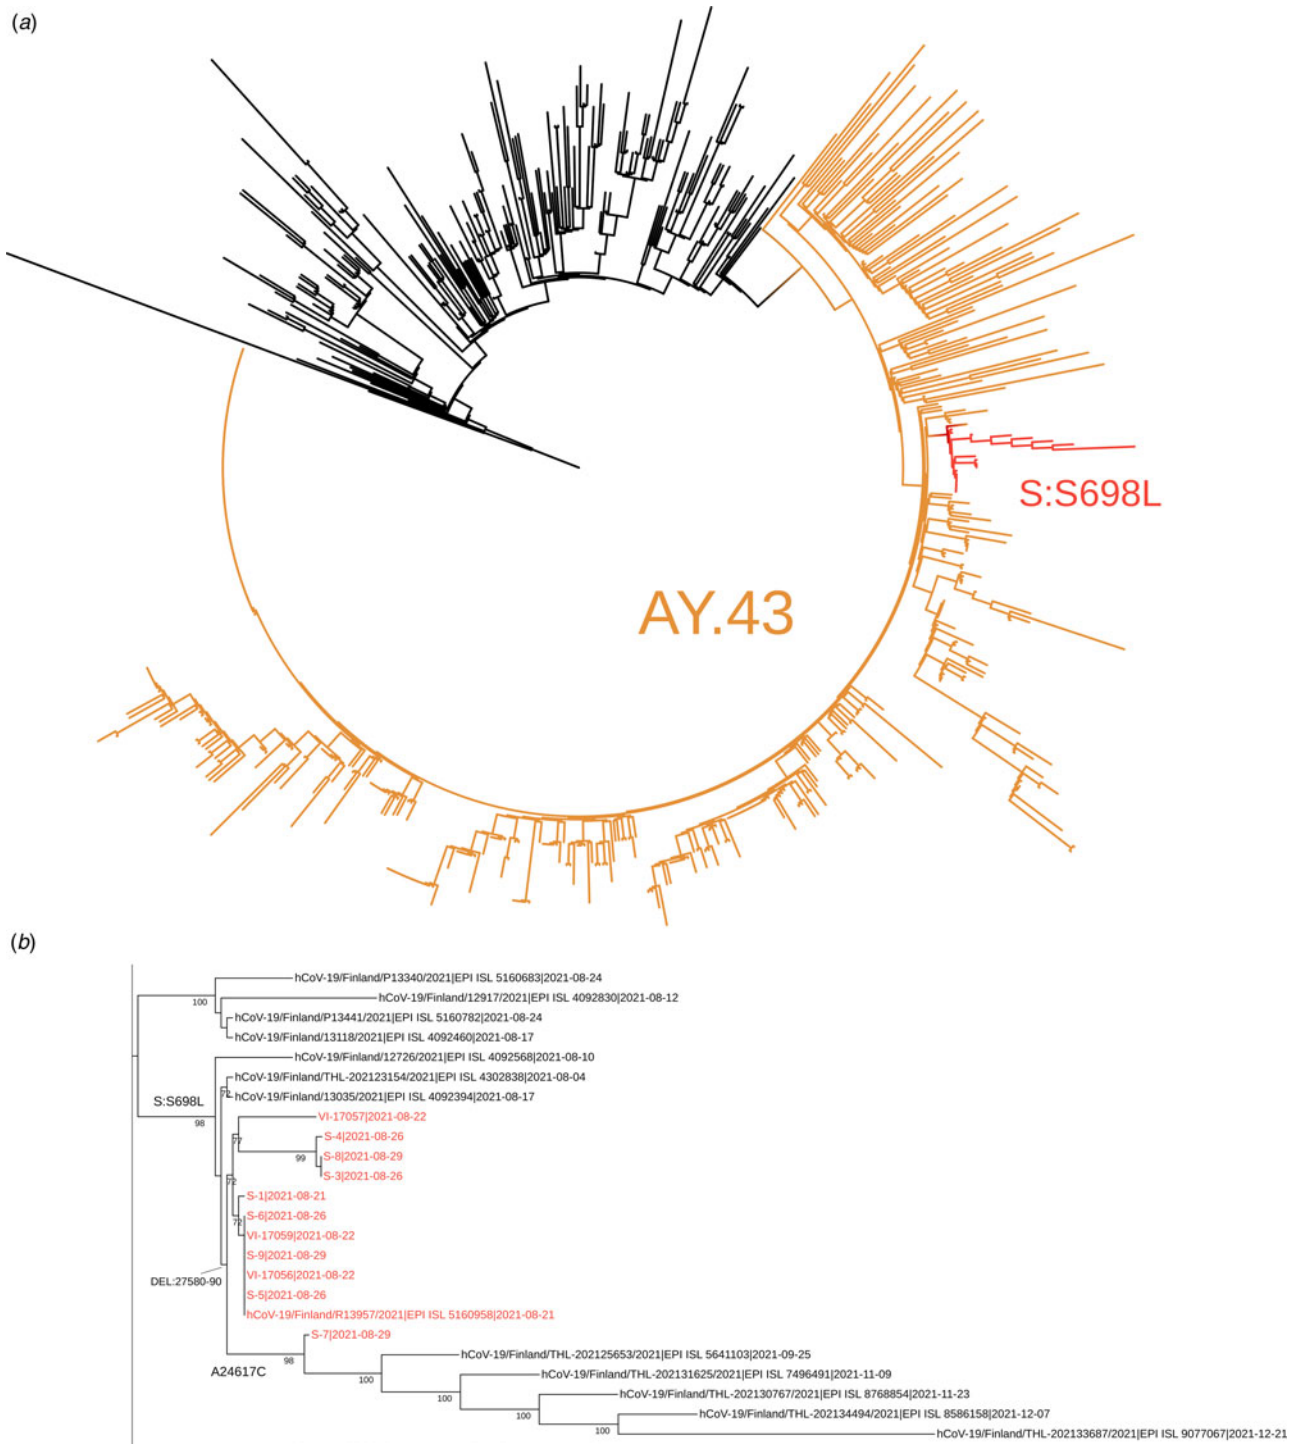 (a)
S:S698L
AY.43
(b)
hCoV-19/Finland/P13340/2021|EPI ISL 5160683|2021-08-24
100
hCoV-19/Finland/12917/2021|EPI ISL 4092830|2021-08-12
hCoV-19/Finland/P13441/2021|EPI ISL 5160782|2021-08-24
hCoV-19/Finland/13118/2021|EPI ISL 4092460|2021-08-17
hCoV-19/Finland/12726/2021|EPI ISL 4092568|2021-08-10
hCoV-19/Finland/THL-202123154/2021|EPI ISL 4302838|2021-08-04
72
hCoV-19/Finland/13035/2021|EPI ISL 4092394|2021-08-17
S:S698L
98
VI-17057|2021-08-22
77
S-4|2021-08-26
99
S-8|2021-08-29
S-3|2021-08-26
72
S-1|2021-08-21
S-6|2021-08-26
72
VI-17059|2021-08-22
S-9|2021-08-29
VI-17056|2021-08-22
DEL:27580-90
S-5|2021-08-26
hCoV-19/Finland/R13957/2021|EPI ISL 5160958|2021-08-21
S-7|2021-08-29
98
A24617C
hCoV-19/Finland/THL-202125653/2021|EPI ISL 5641103|2021-09-25
100
hCoV-19/Finland/THL-202131625/2021|EPI ISL 7496491|2021-11-09
100
hCoV-19/Finland/THL-202130767/2021|EPI ISL 8768854|2021-11-23
100
hCoV-19/Finland/THL-202134494/2021|EPI ISL 8586158|2021-12-07
100
hCoV-19/Finland/THL-202133687/2021|EPI ISL 9077067|2021-12-21